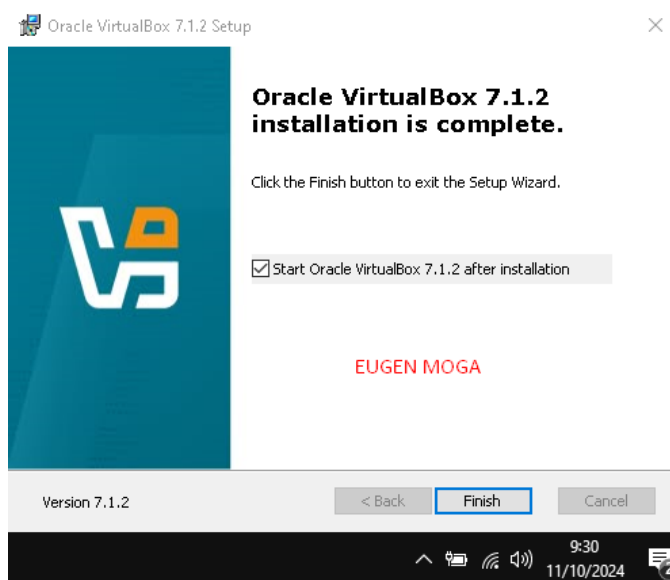 Oracle VirtualBox 7.1.2 Setup
Oracle VirtualBox 7.1.2
installation is complete.
Click the Finish button to exit the Setup Wizard.
Start Oracle VirtualBox 7.1.2 after installation
EUGEN MOGA
Version 7.1.2
< Back
Finish
Cancel
9:30
11/10/2024